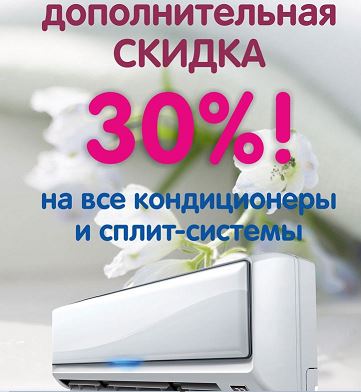 дополнительная
СКИДКА
30%!
на все кондиционеры
и сплит-системы